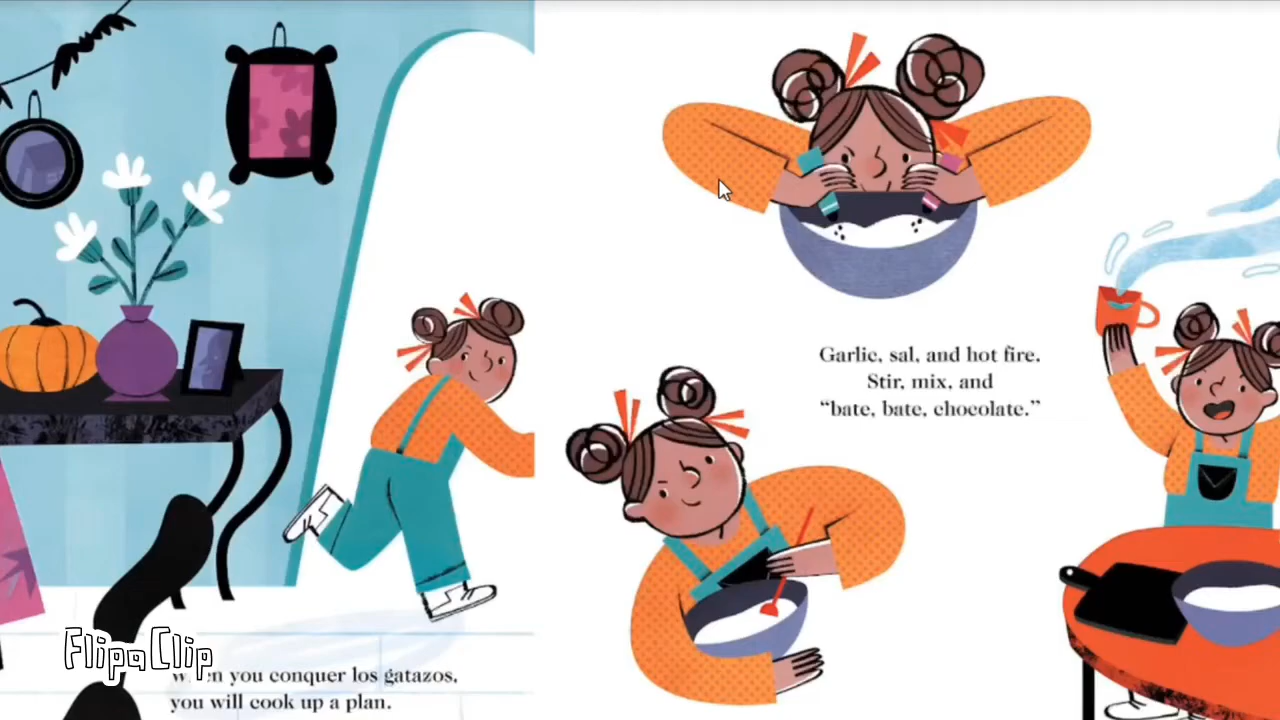 Garlic, sal, and hot fire.
Stir, mix, and
“bate, bate, chocolate.”
FlipaClip
When you conquer los gatazos,
you will cook up a plan.